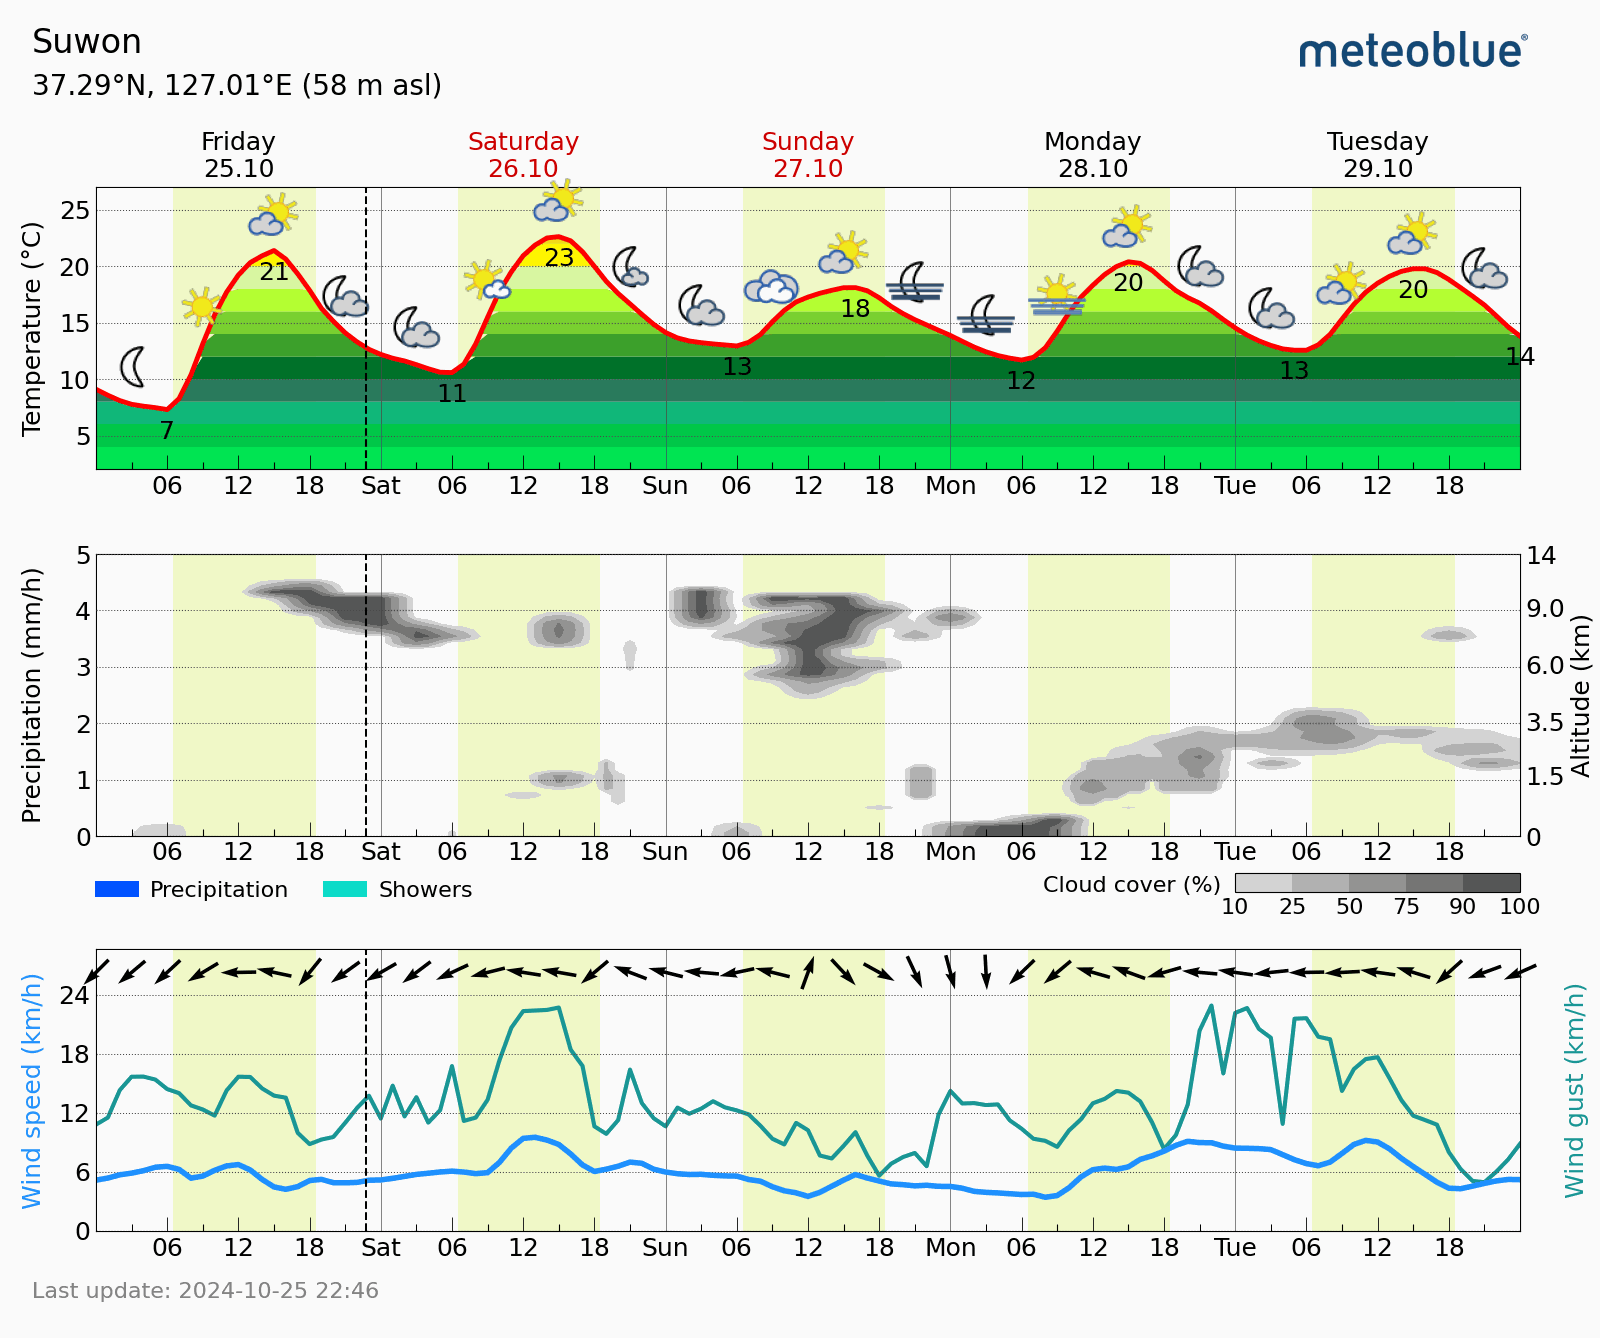 Suwon
meteoblue®
37.29°N, 127.01°E (58 m asl)
Friday Saturday Sunday Monday Tuesday
25.10 26.10 27.10 28.10 29.10
Temperature (°C)
25
20
15
10
5
21 23 18 20 20
7 11 13 12 13 14
06 12 18 Sat 06 12 18 Sun 06 12 18 Mon 06 12 18 Tue 06 12 18
Precipitation (mm/h)
5
4
3
2
1
0
14
9.0
6.0
3.5
1.5
0
Altitude (km)
06 12 18 Sat 06 12 18 Sun 06 12 18 Mon 06 12 18 Tue 06 12 18
Precipitation Showers
Cloud cover (%)
10 25 50 75 90 100
Wind speed (km/h)
24
18
12
6
0
Wind gust (km/h)
06 12 18 Sat 06 12 18 Sun 06 12 18 Mon 06 12 18 Tue 06 12 18
Last update: 2024-10-25 22:46